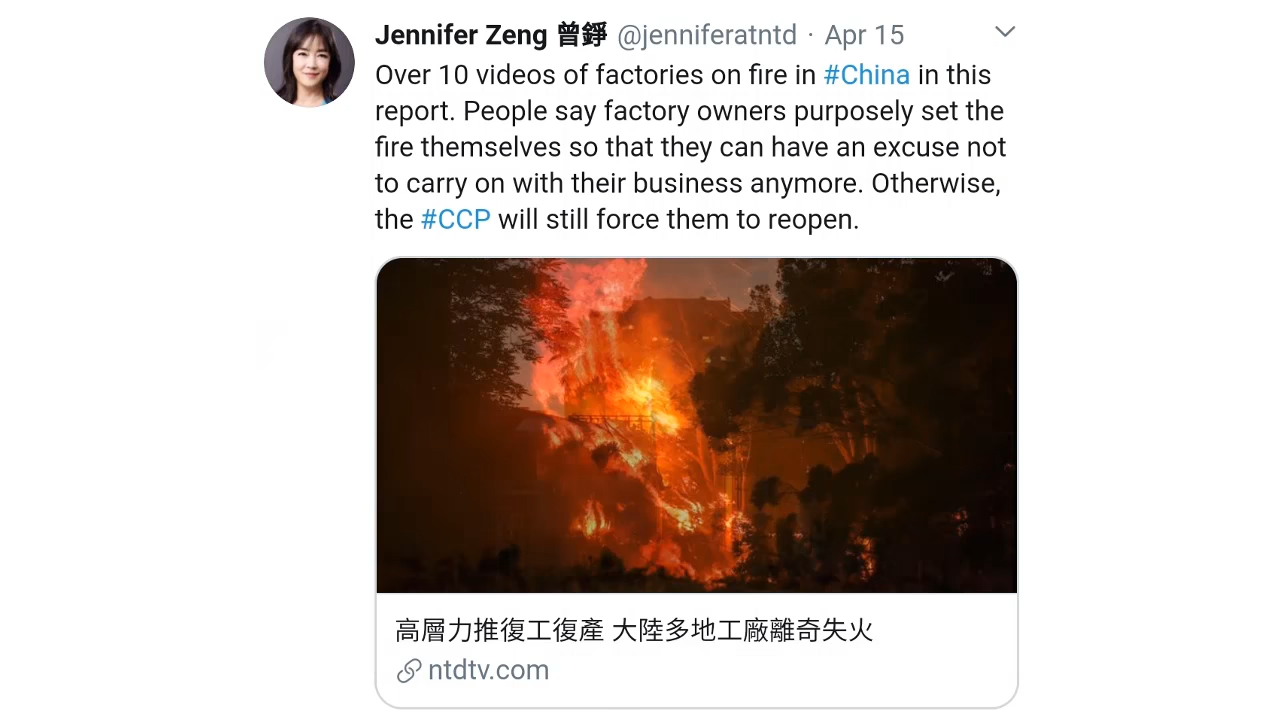 Jennifer Zeng 曾錚 @jenniferatntd · Apr 15
Over 10 videos of factories on fire in #China in this
report. People say factory owners purposely set the
fire themselves so that they can have an excuse not
to carry on with their business anymore. Otherwise,
the #CCP will still force them to reopen.
高層力推復工復產 大陸多地工廠離奇失火
ntdtv.com